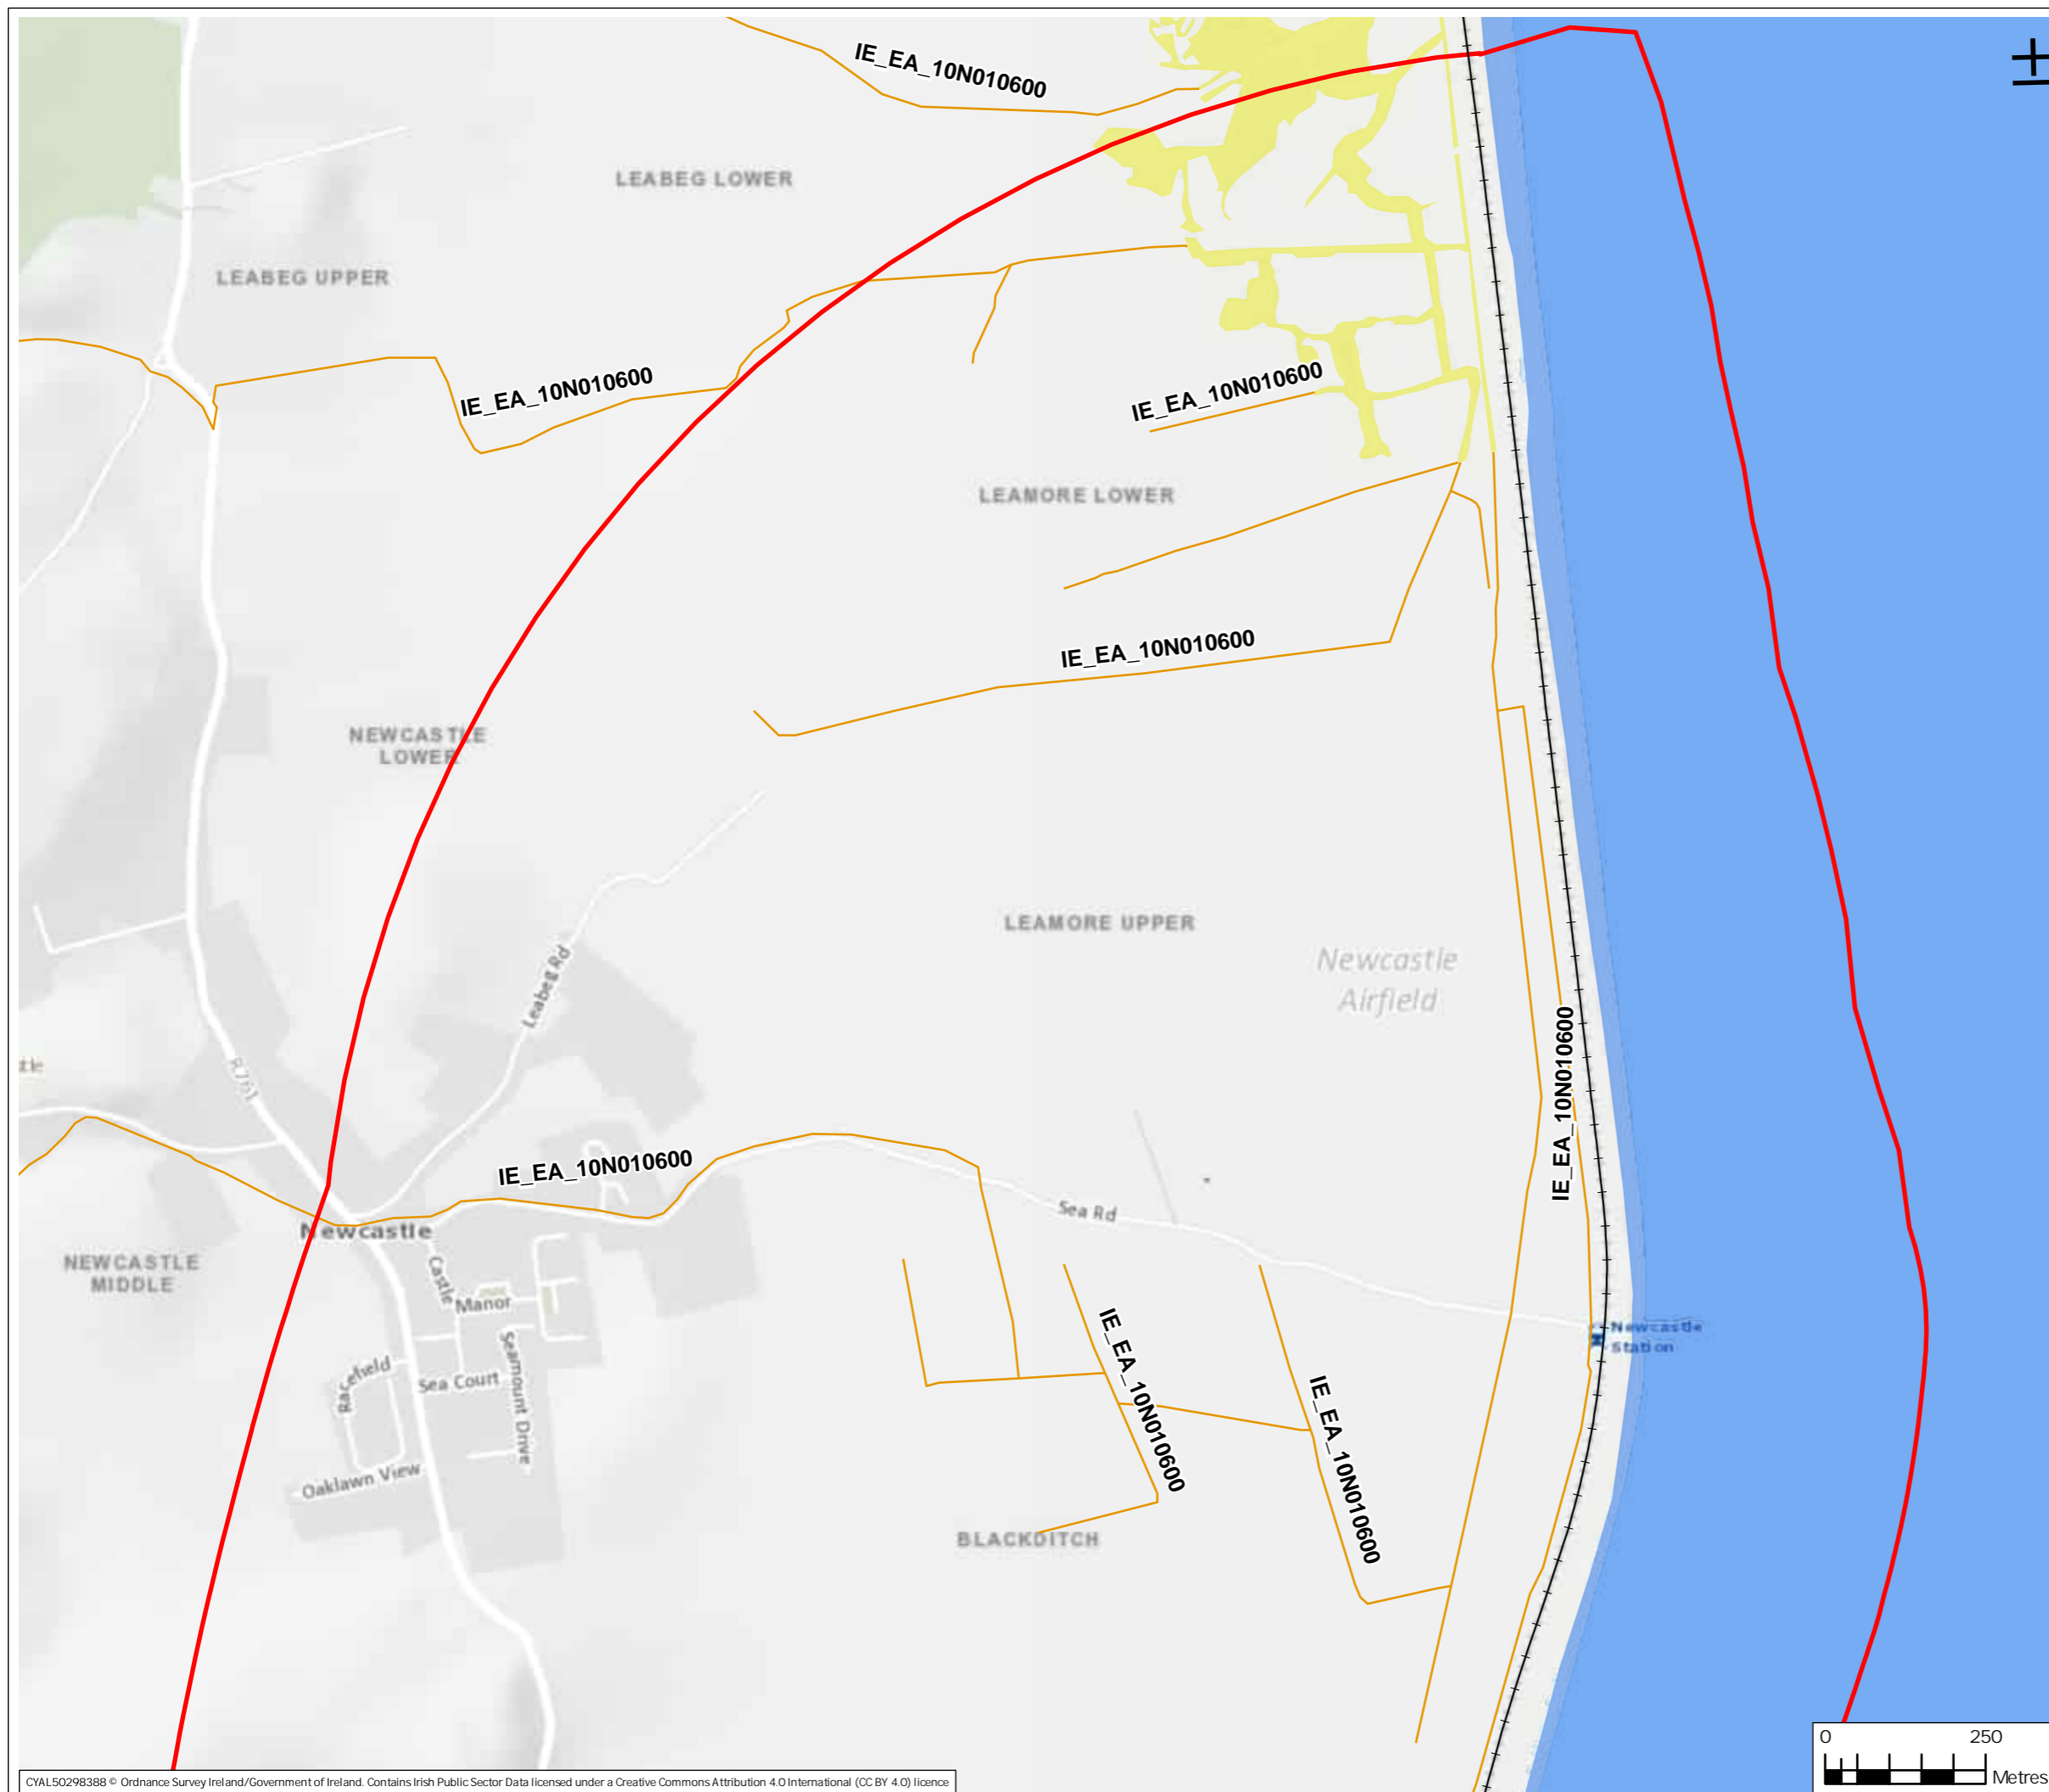 IE_EA_10N010600
LEABEG LOWER
LEABEG UPPER
IE_EA_10N010600
IE_EA_10N010600
LEAMORE LOWER
IE_EA_10N010600
NEWCASTLE
LOWER
LEAMORE UPPER
Newcastle
Airfield
Leabeg Rd
IE_EA_10N010600
tle
R761
IE_EA_10N010600
Sea Rd
Newcastle
NEWCASTLE
MIDDLE
Castle
Manor
Newcastle
Station
IE_EA_10N010600
Seamount Drive
Racefield
Sea Court
IE_EA_10N010600
Oaklawn View
BLACKDITCH
0 250
Metres
CYAL50298388 © Ordnance Survey Ireland/Government of Ireland. Contains Irish Public Sector Data licensed under a Creative Commons Attribution 4.0 International (CC BY 4.0) licence